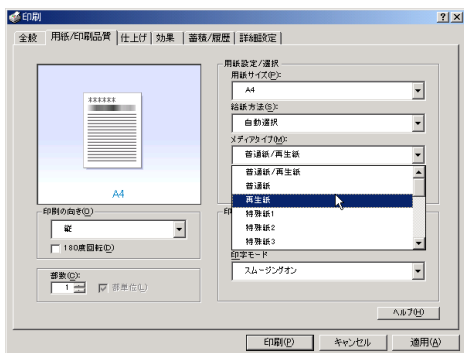 印刷
全般 用紙/印刷品質 仕上げ 効果 蓄積/履歴 詳細設定
******
A4
用紙設定/選択
用紙サイズ(P):
A4
給紙方法(S):
自動選択
メディアタイプ(M):
普通紙/再生紙
普通紙/再生紙
普通紙
再生紙
特殊紙1
特殊紙2
特殊紙3
印刷の向き(O)
縦
180度回転(D)
部数(C):
1
部単位(L)
印
印字モード
スムージングオン
ヘルプ(H)
印刷(P) キャンセル 適用(A)